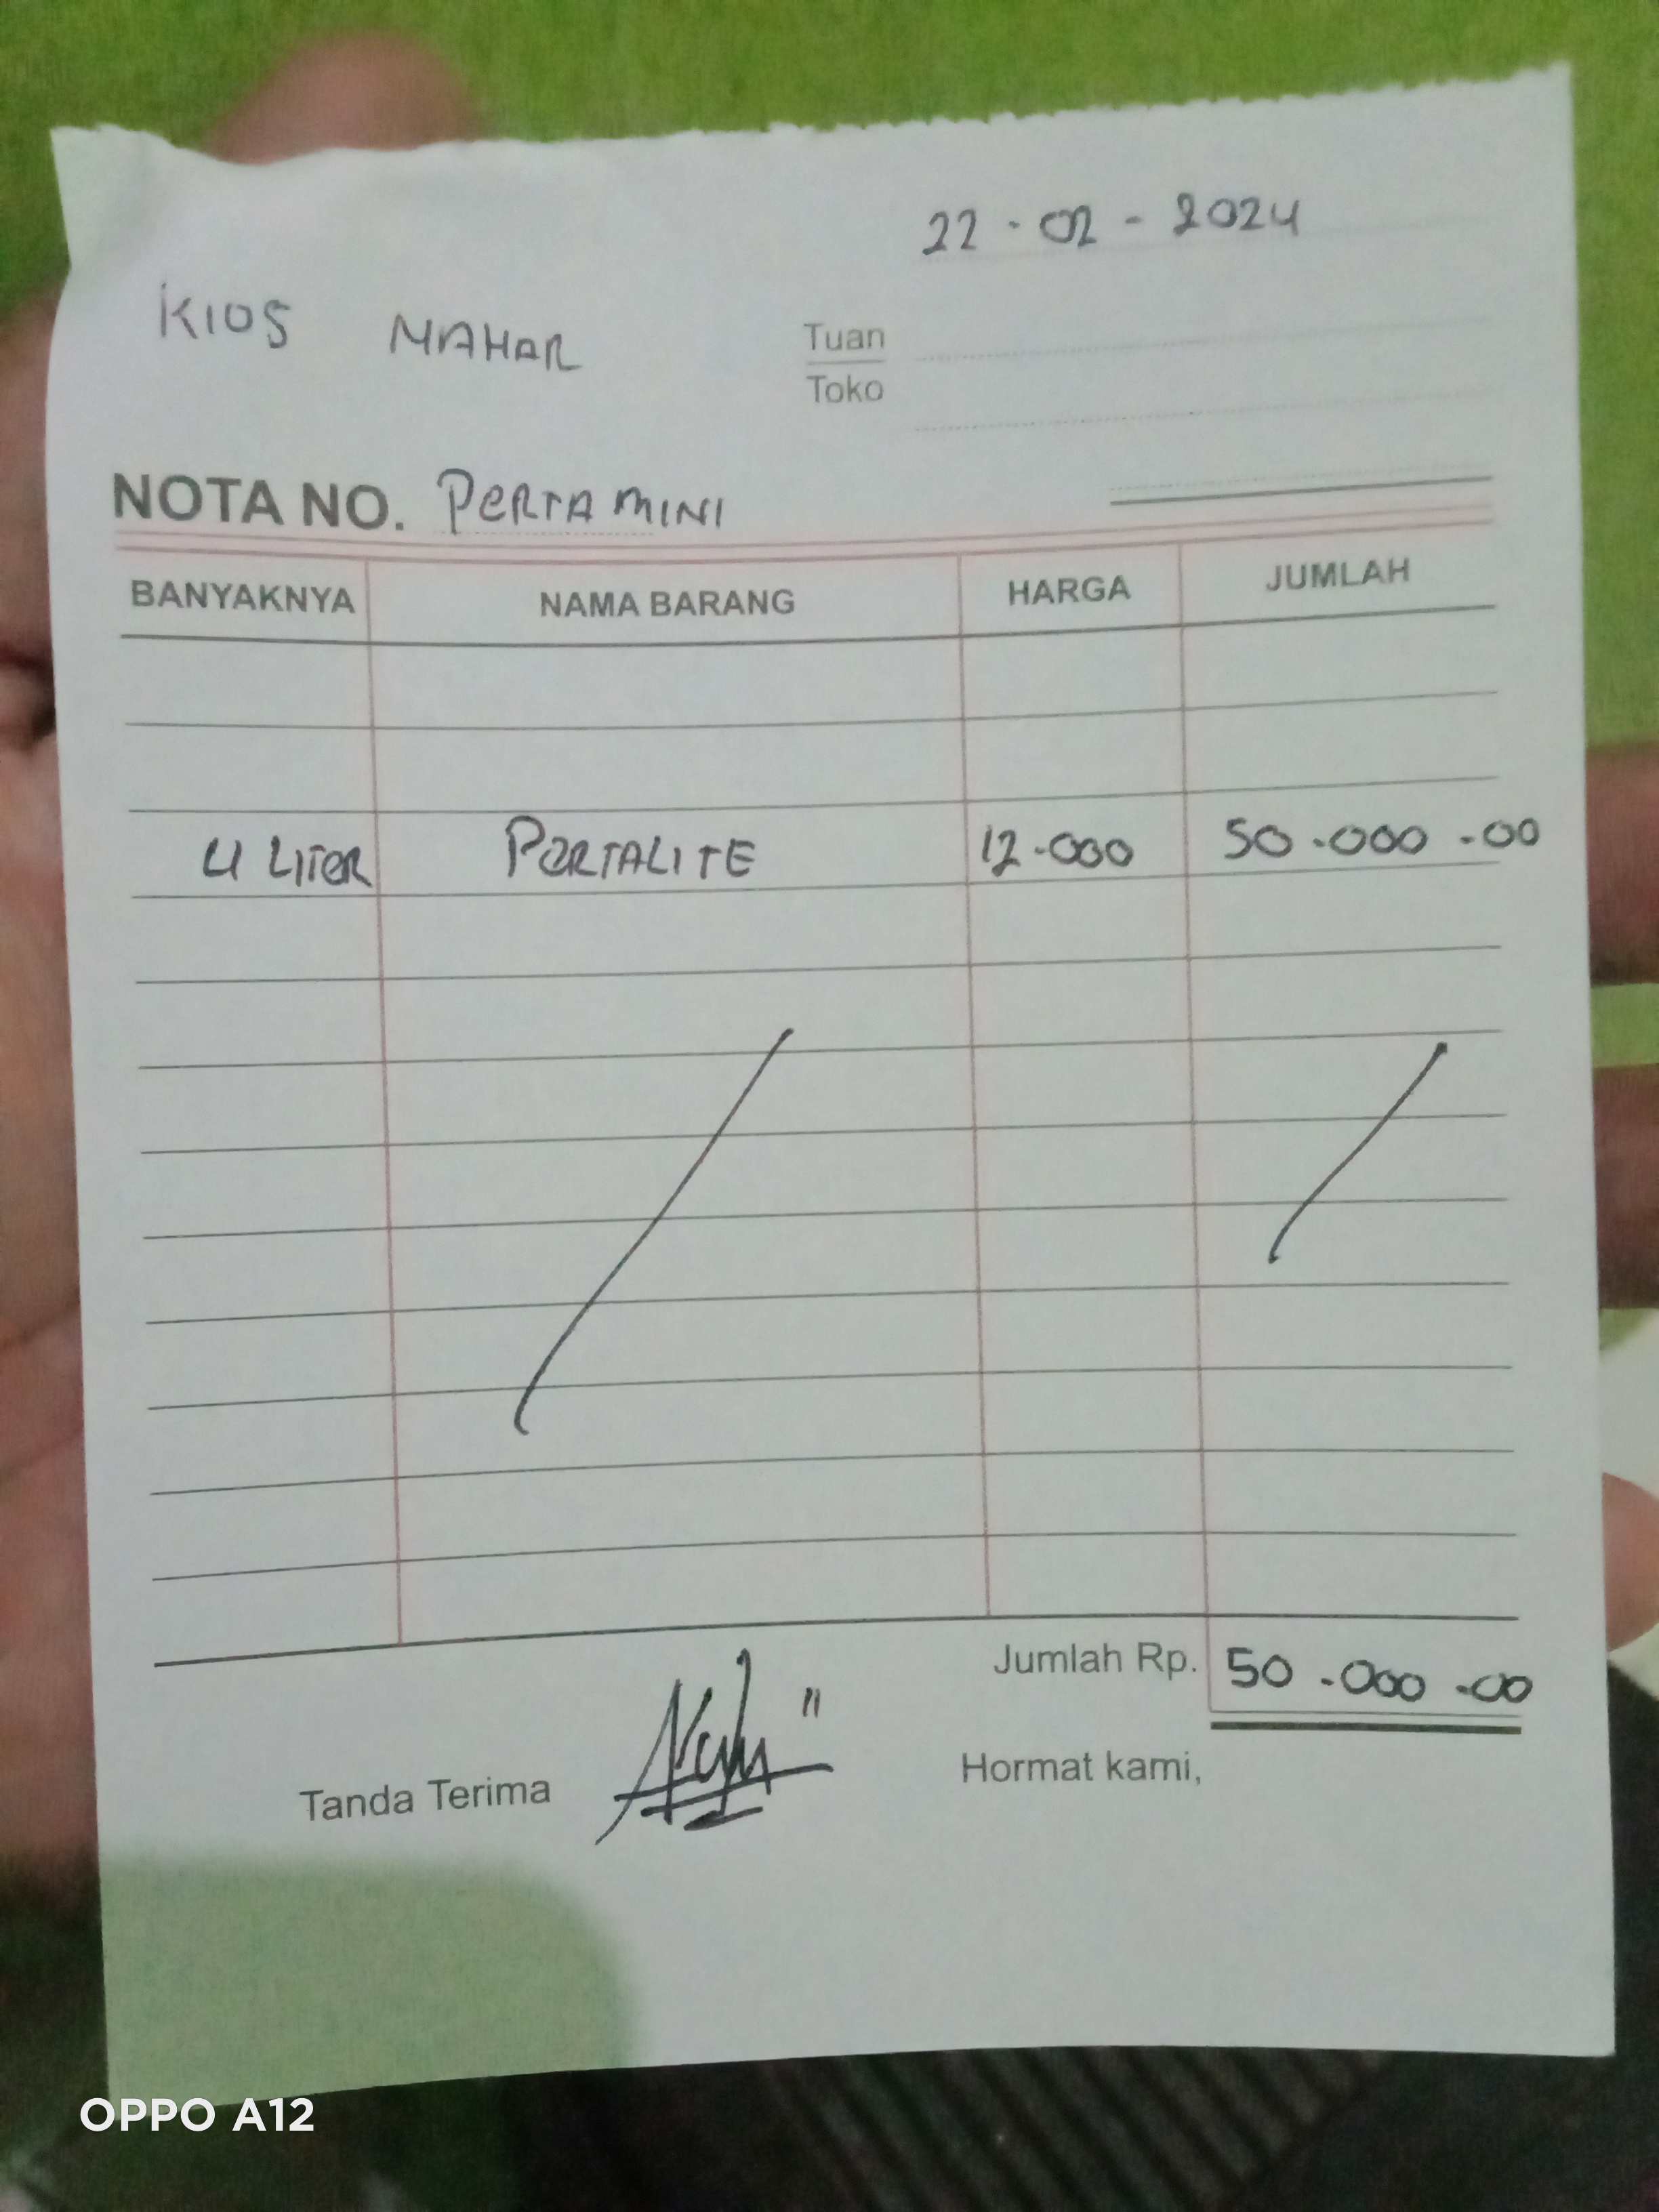 22 - 02 - 2024
KIOS MAHAR
Tuan
Toko
NOTA NO. PERTAMINI
BANYAKNYA NAMA BARANG HARGA JUMLAH
4 LITER PERTALITE 12.000 50.000.00
Jumlah Rp. 50.000.00
Tanda Terima Hormat kami,
OPPO A12